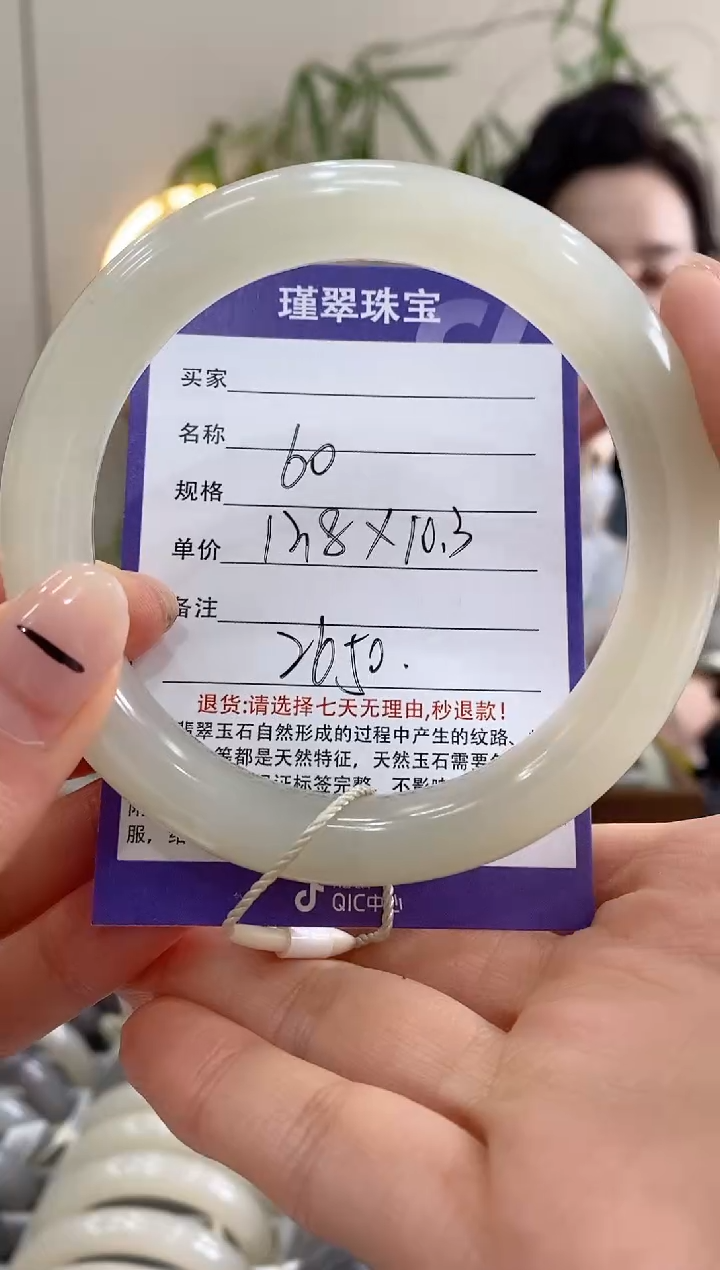 瑾翠珠宝
买家
名称 60
规格
单价 × 10.3
备注
2650.
退货:请选择七天无理由,秒退款!
翡翠玉石自然形成的过程中产生的纹路、
等都是天然特征，天然玉石需要
证标签完整，不影响
服，
QIC中心